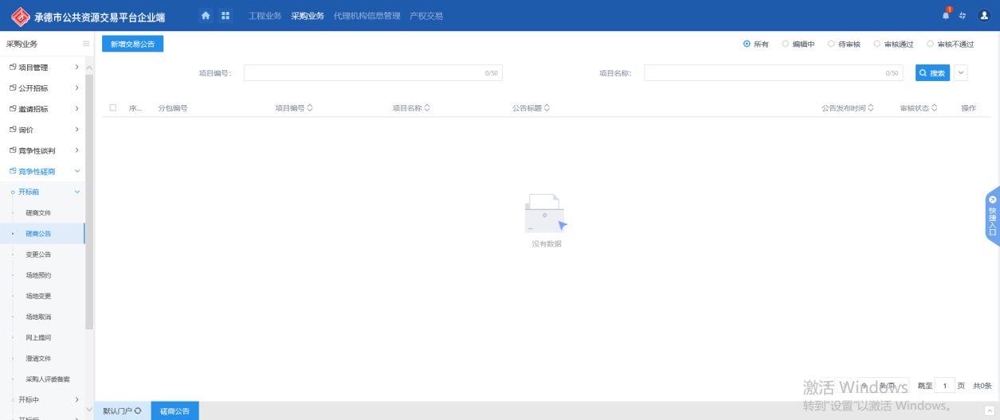 承德市公共资源交易平台企业端
工程业务 采购业务 代理机构信息管理 产权交易
1
采购业务
新增交易公告
所有 编辑中 待审核 审核通过 审核不通过
项目管理
公开招标
邀请招标
询价
竞争性谈判
竞争性磋商
开标前
磋商文件
磋商公告
变更公告
场地预约
场地变更
场地取消
网上提问
澄清文件
采购人评委备案
开标中
开标后
项目编号： 0/50 项目名称： 0/50 搜索
序... 分包编号 项目编号 项目名称 公告标题 公告发布时间 审核状态 操作
没有数据
快捷入口
跳至 1 页 共0条
激活 Windows
转到"设置"以激活 Windows。
默认门户 磋商公告